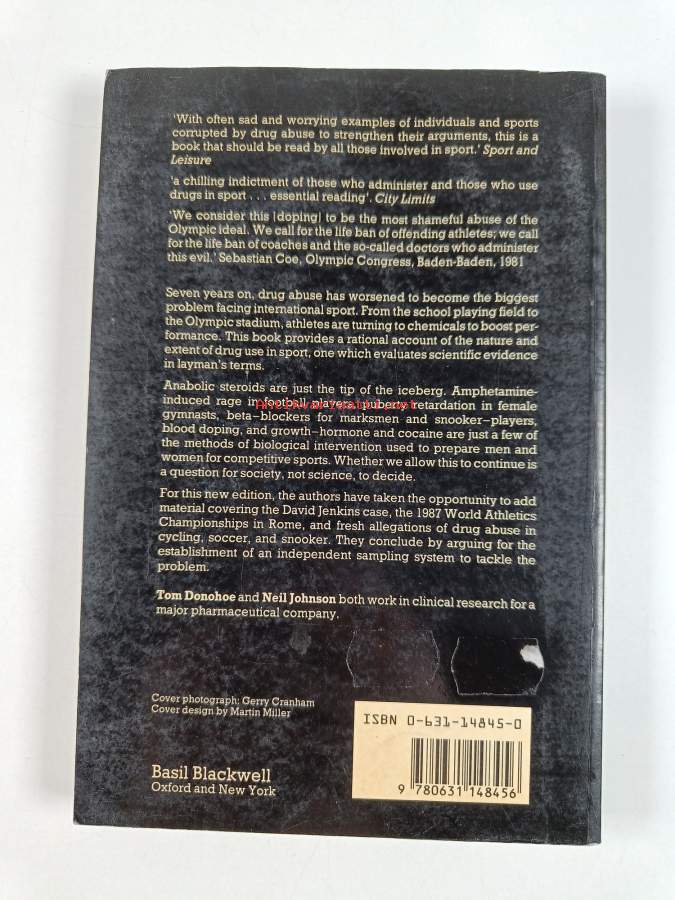 'With often sad and worrying examples of individuals and sports
corrupted by drug abuse to strengthen their arguments, this is a
book that should be read by all those involved in sport.' Sport and
Leisure
'a chilling indictment of those who administer and those who use
drugs in sport . . . essential reading'. City Limits
'We consider this |doping| to be the most shameful abuse of the
Olympic ideal. We call for the life ban of offending athletes; we call
for the life ban of coaches and the so-called doctors who administer
this evil.' Sebastian Coe, Olympic Congress, Baden-Baden, 1981
Seven years on, drug abuse has worsened to become the biggest
problem facing international sport. From the school playing field to
the Olympic stadium, athletes are turning to chemicals to boost per-
formance. This book provides a rational account of the nature and
extent of drug use in sport, one which evaluates scientific evidence
in layman's terms.
Anabolic steroids are just the tip of the iceberg. Amphetamine-
induced rage in football players, puberty retardation in female
gymnasts, beta–blockers for marksmen and snooker–players,
blood doping, and growth–hormone and cocaine are just a few of
the methods of biological intervention used to prepare men and
women for competitive sports. Whether we allow this to continue is
a question for society, not science, to decide.
For this new edition, the authors have taken the opportunity to add
material covering the David Jenkins case, the 1987 World Athletics
Championships in Rome, and fresh allegations of drug abuse in
cycling, soccer, and snooker. They conclude by arguing for the
establishment of an independent sampling system to tackle the
problem.
Tom Donohoe and Neil Johnson both work in clinical research for a
major pharmaceutical company.
Cover photograph: Gerry Cranham
Cover design by Martin Miller
Basil Blackwell
Oxford and New York
ISBN 0-631-14845-0
9 780631 148456